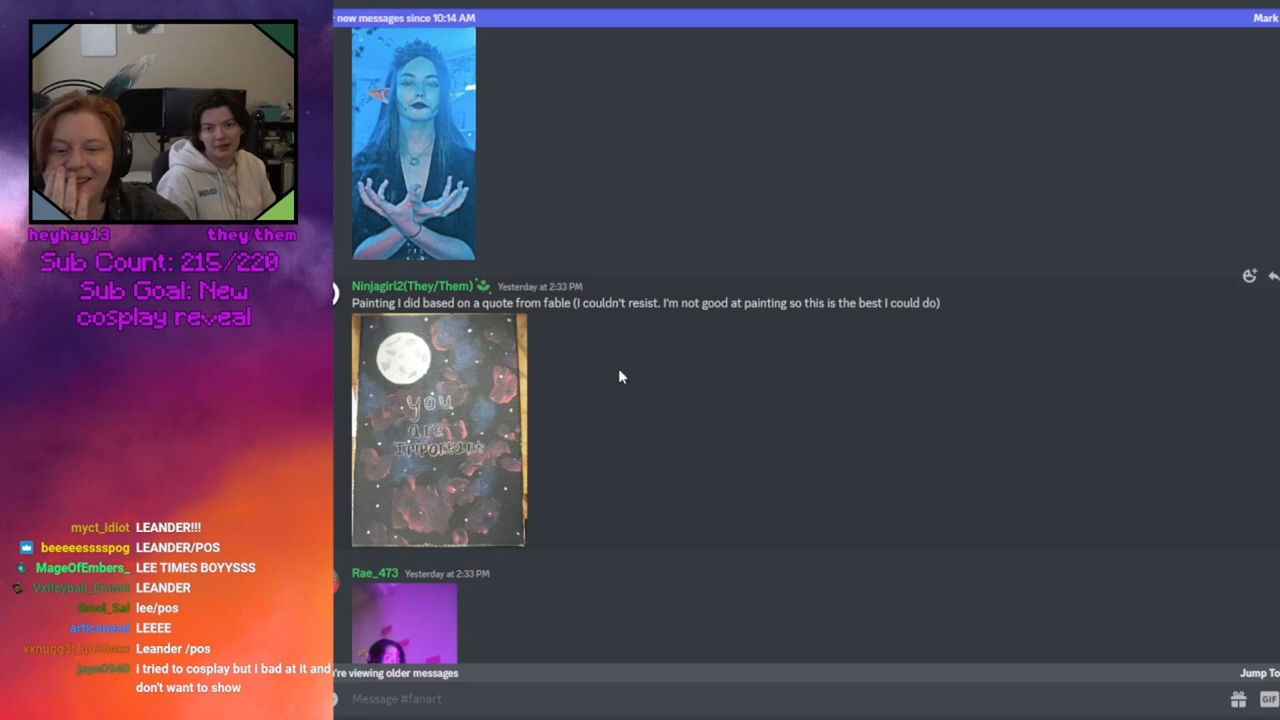 new messages since 10:14 AM
Mark
heyhay13
they/them
Sub Count: 215/220
Sub Goal: New
cosplay reveal
Ninjagirl2(They/Them)
Yesterday at 2:33 PM
Painting I did based on a quote from fable (I couldn't resist. I'm not good at painting so this is the best I could do)
you
are
Important
Rae_473 Yesterday at 2:33 PM
myct_idiot LEANDER!!!
beeeeesssspog LEANDER/POS
MageOfEmbers_ LEE TIMES BOYYSSS
LEANDER
Smol_Sal lee/pos
LEEEE
Leander /pos
i tried to cosplay but i bad at it and
don't want to show
're viewing older messages
Jump To
Message #fanart
GIF